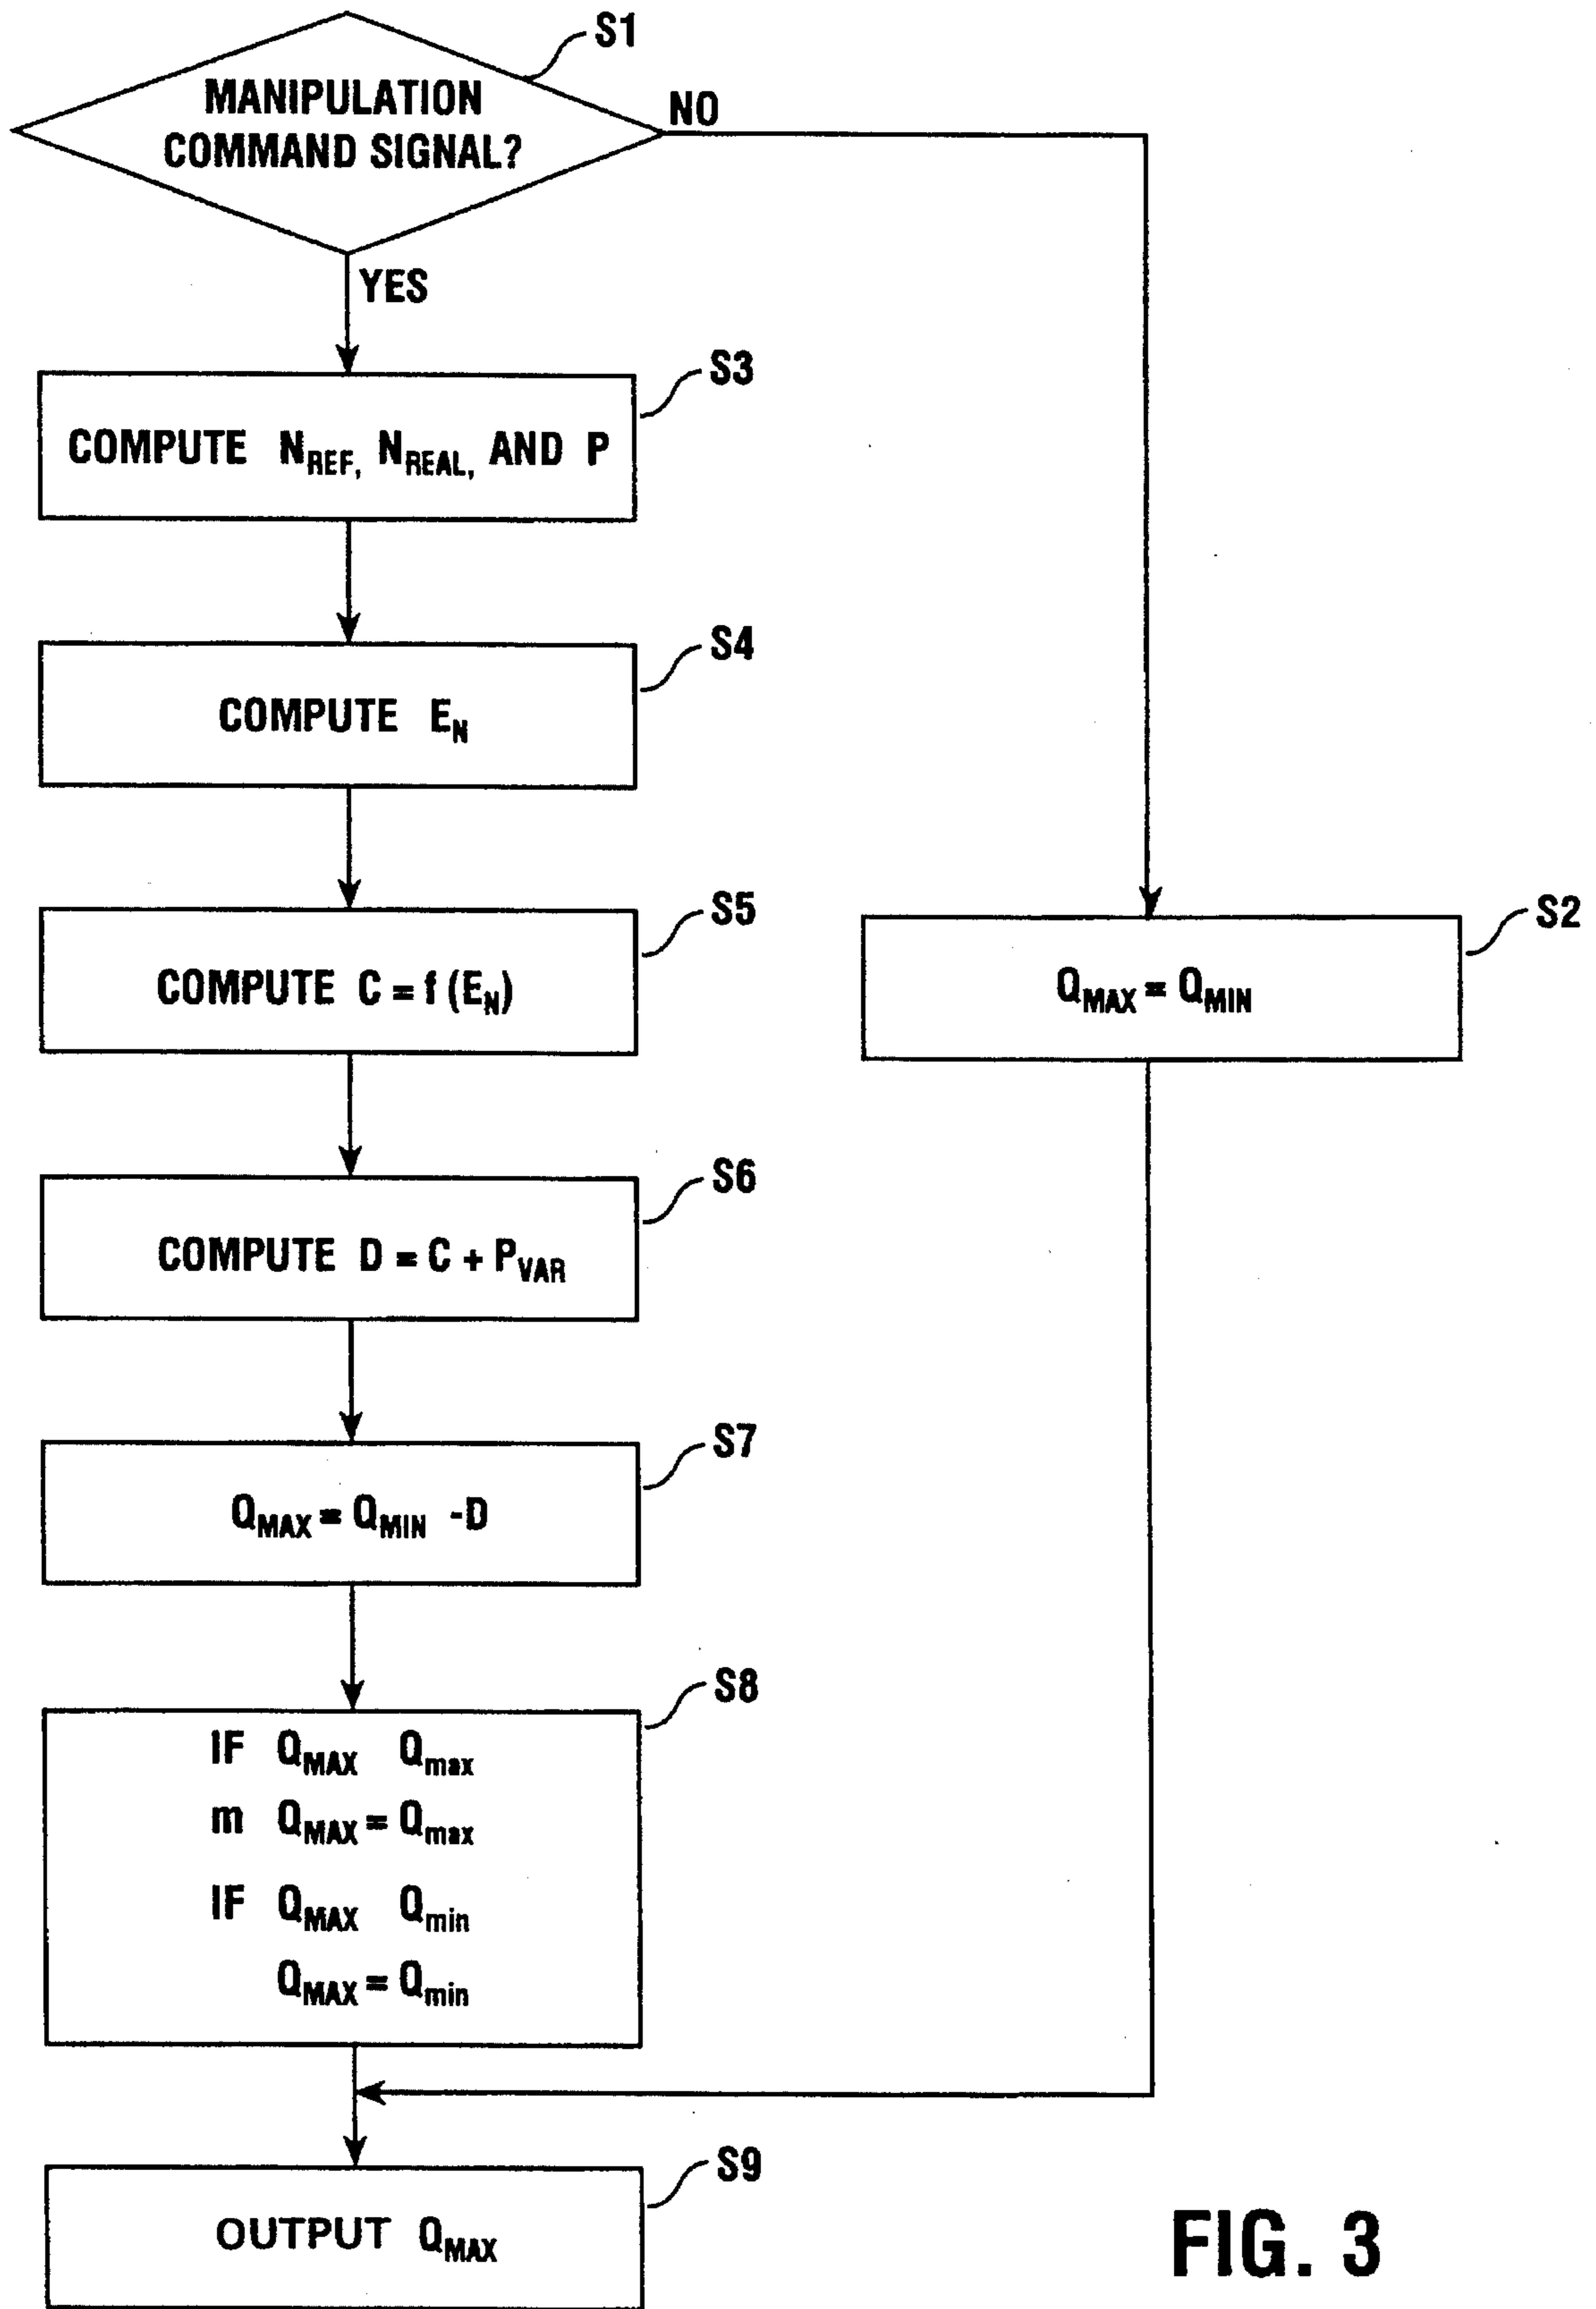 S1
MANIPULATION
COMMAND SIGNAL?
NO
YES
S3
COMPUTE N_REF, N_REAL, AND P
S4
COMPUTE E_N
S5
COMPUTE C = f (E_N)
S2
Q_MAX = Q_MIN
S6
COMPUTE D = C + P_VAR
S7
Q_MAX = Q_MIN -D
S8
IF Q_MAX Q_max
m Q_MAX = Q_max
IF Q_MAX Q_min
Q_MAX = Q_min
S9
OUTPUT Q_MAX
FIG. 3